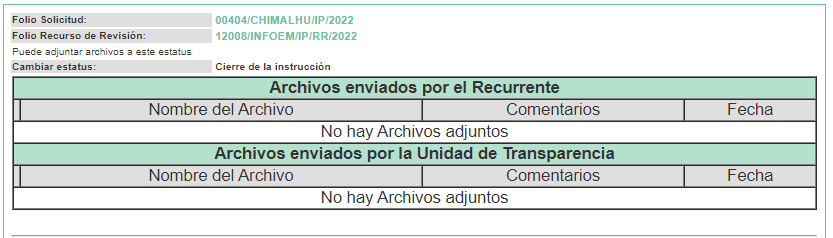 Folio Solicitud: 00404/CHIMALHU/IP/2022
Folio Recurso de Revisión: 12008/INFOEM/IP/RR/2022
Puede adjuntar archivos a este estatus
Cambiar estatus: Cierre de la instrucción
Archivos enviados por el Recurrente
Nombre del Archivo Comentarios Fecha
No hay Archivos adjuntos
Archivos enviados por la Unidad de Transparencia
Nombre del Archivo Comentarios Fecha
No hay Archivos adjuntos